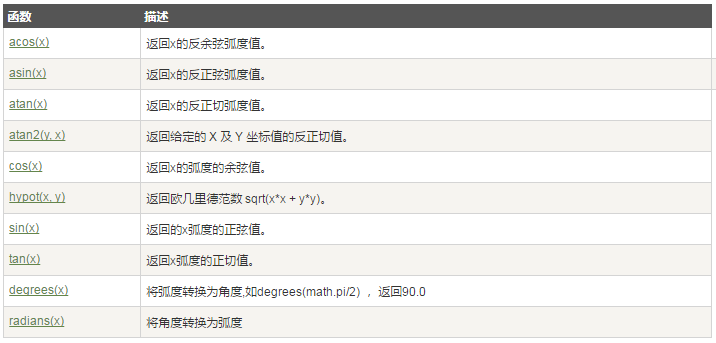 函数 描述
acos(x) 返回x的反余弦弧度值。
asin(x) 返回x的反正弦弧度值。
atan(x) 返回x的反正切弧度值。
atan2(y, x) 返回给定的 X 及 Y 坐标值的反正切值。
cos(x) 返回x的弧度的余弦值。
hypot(x, y) 返回欧几里德范数 sqrt(x*x + y*y)。
sin(x) 返回的x弧度的正弦值。
tan(x) 返回x弧度的正切值。
degrees(x) 将弧度转换为角度,如degrees(math.pi/2) ， 返回90.0
radians(x) 将角度转换为弧度